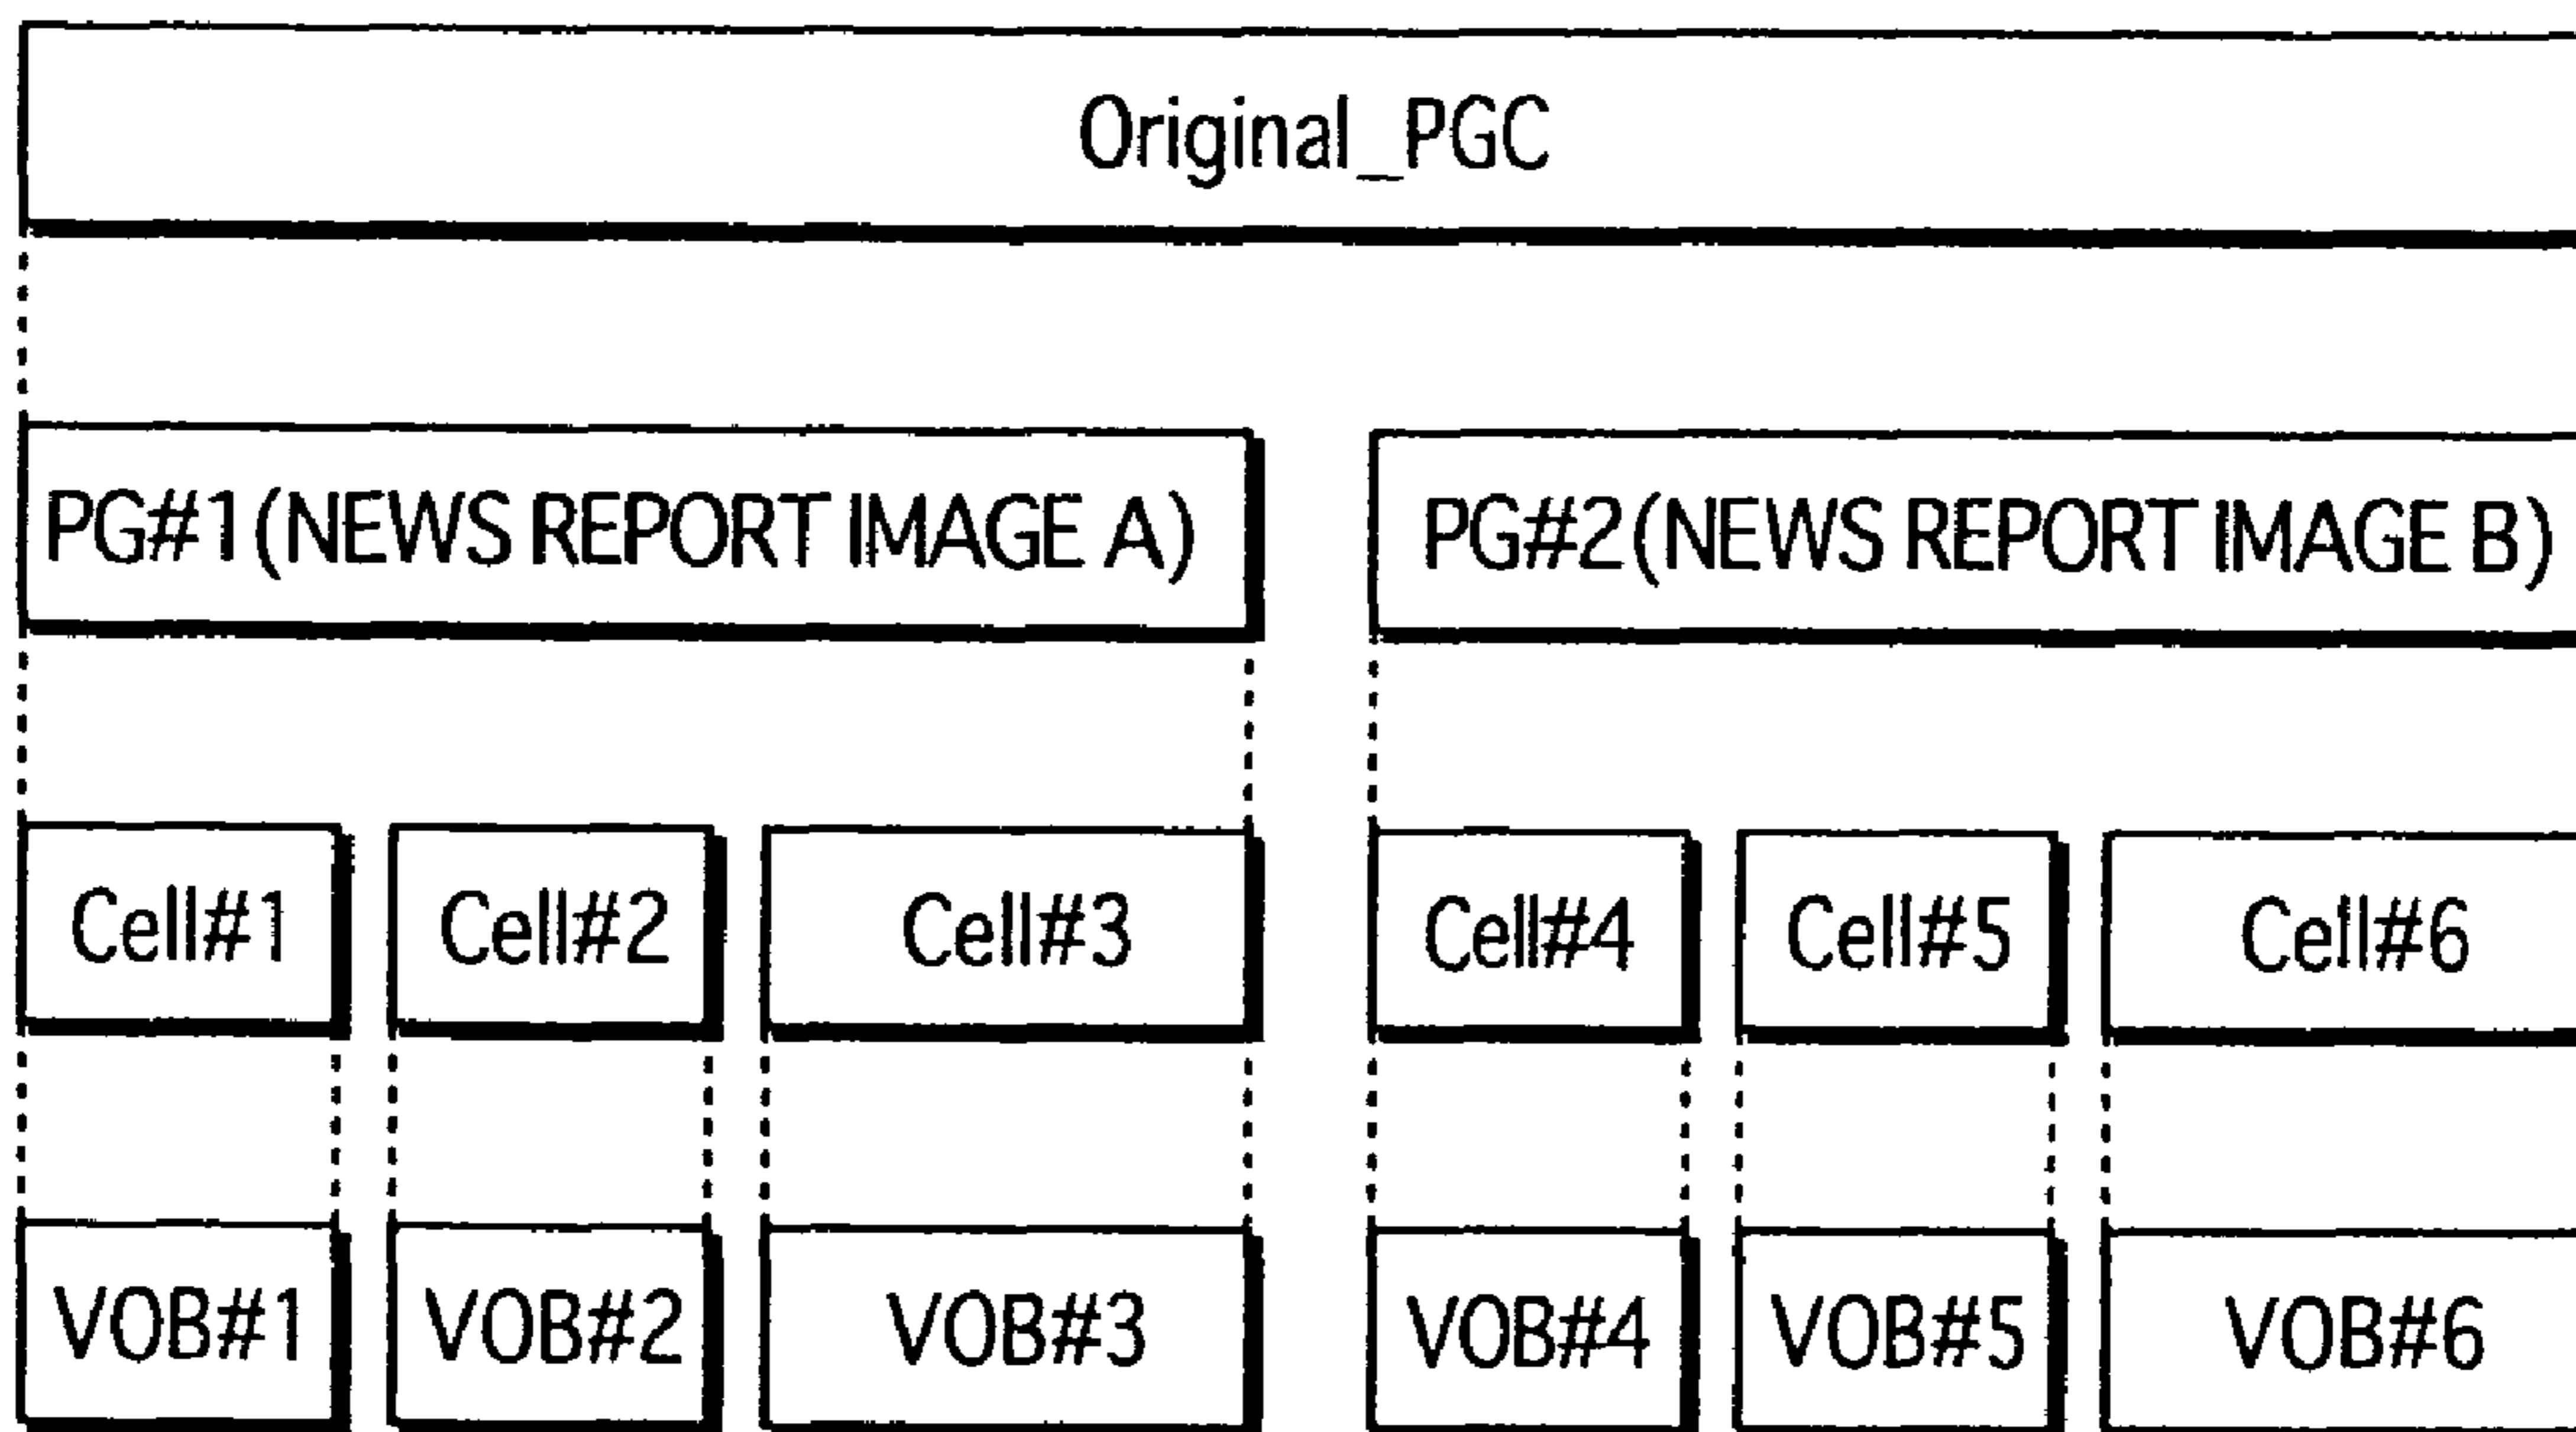 Original_PGC
PG#1(NEWS REPORT IMAGE A)
PG#2(NEWS REPORT IMAGE B)
Cell#1
Cell#2
Cell#3
Cell#4
Cell#5
Cell#6
VOB#1
VOB#2
VOB#3
VOB#4
VOB#5
VOB#6